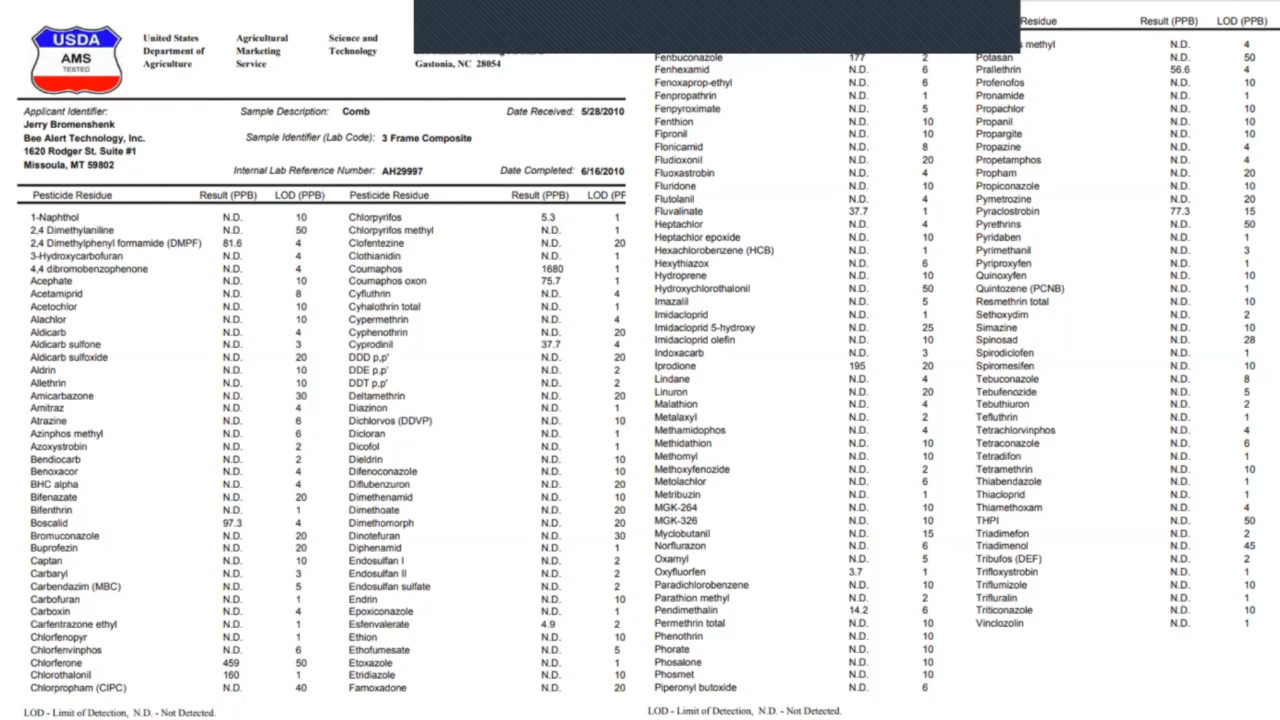 USDA
AMS
TESTED
United States
Department of
Agriculture
Agricultural
Marketing
Service
Science and
Technology
Gastonia, NC 28054
Applicant Identifier:
Jerry Bromenshenk
Bee Alert Technology, Inc.
1620 Rodger St. Suite #1
Missoula, MT 59802
Sample Description: Comb
Date Received: 5/28/2010
Sample Identifier (Lab Code): 3 Frame Composite
Internal Lab Reference Number: AH29997
Date Completed: 6/16/2010
Pesticide Residue Result (PPB) LOD (PPB)
1-Naphthol N.D. 10
2,4 Dimethylaniline N.D. 50
2,4 Dimethylphenyl formamide (DMPF) 81.6 4
3-Hydroxycarbofuran N.D. 4
4,4 dibromobenzophenone N.D. 4
Acephate N.D. 10
Acetamiprid N.D. 8
Acetochlor N.D. 10
Alachlor N.D. 10
Aldicarb N.D. 4
Aldicarb sulfone N.D. 3
Aldicarb sulfoxide N.D. 20
Aldrin N.D. 10
Allethrin N.D. 10
Amicarbazone N.D. 30
Amitraz N.D. 4
Atrazine N.D. 6
Azinphos methyl N.D. 6
Azoxystrobin N.D. 2
Bendiocarb N.D. 2
Benoxacor N.D. 4
BHC alpha N.D. 4
Bifenazate N.D. 20
Bifenthrin N.D. 1
Boscalid 97.3 4
Bromuconazole N.D. 20
Buprofezin N.D. 20
Captan N.D. 10
Carbaryl N.D. 3
Carbendazim (MBC) N.D. 5
Carbofuran N.D. 1
Carboxin N.D. 4
Carfentrazone ethyl N.D. 1
Chlorfenopyr N.D. 1
Chlorfenvinphos N.D. 6
Chlorferone 459 50
Chlorothalonil 160 1
Chlorpropham (CIPC) N.D. 40
Pesticide Residue Result (PPB) LOD (PP
Chlorpyrifos 5.3 1
Chlorpyrifos methyl N.D. 1
Clofentezine N.D. 20
Clothianidin N.D. 1
Coumaphos 1680 1
Coumaphos oxon 75.7 1
Cyfluthrin N.D. 4
Cyhalothrin total N.D. 1
Cypermethrin N.D. 4
Cyphenothrin N.D. 20
Cyprodinil 37.7 4
DDD p,p' N.D. 20
DDE p,p' N.D. 2
DDT p,p' N.D. 2
Deltamethrin N.D. 20
Diazinon N.D. 1
Dichlorvos (DDVP) N.D. 10
Dicloran N.D. 1
Dicofol N.D. 1
Dieldrin N.D. 10
Difenoconazole N.D. 10
Diflubenzuron N.D. 20
Dimethenamid N.D. 10
Dimethoate N.D. 20
Dimethomorph N.D. 20
Dinotefuran N.D. 30
Diphenamid N.D. 1
Endosulfan I N.D. 2
Endosulfan II N.D. 2
Endosulfan sulfate N.D. 2
Endrin N.D. 10
Epoxiconazole N.D. 1
Esfenvalerate 4.9 2
Ethion N.D. 10
Ethofumesate N.D. 5
Etoxazole N.D. 1
Etridiazole N.D. 10
Famoxadone N.D. 20
LOD - Limit of Detection, N.D. - Not Detected.
Fenbuconazole 177 2
Fenhexamid N.D. 6
Fenoxaprop-ethyl N.D. 6
Fenpropathrin N.D. 1
Fenpyroximate N.D. 5
Fenthion N.D. 10
Fipronil N.D. 10
Flonicamid N.D. 8
Fludioxonil N.D. 20
Fluoxastrobin N.D. 4
Fluridone N.D. 10
Flutolanil N.D. 4
Fluvalinate 37.7 1
Heptachlor N.D. 4
Heptachlor epoxide N.D. 10
Hexachlorobenzene (HCB) N.D. 1
Hexythiazox N.D. 6
Hydroprene N.D. 10
Hydroxychlorothalonil N.D. 50
Imazalil N.D. 5
Imidacloprid N.D. 1
Imidacloprid 5-hydroxy N.D. 25
Imidacloprid olefin N.D. 10
Indoxacarb N.D. 3
Iprodione 195 20
Lindane N.D. 4
Linuron N.D. 20
Malathion N.D. 4
Metalaxyl N.D. 2
Methamidophos N.D. 4
Methidathion N.D. 10
Methomyl N.D. 10
Methoxyfenozide N.D. 2
Metolachlor N.D. 6
Metribuzin N.D. 1
MGK-264 N.D. 10
MGK-326 N.D. 10
Myclobutanil N.D. 15
Norflurazon N.D. 6
Oxamyl N.D. 5
Oxyfluorfen 3.7 1
Paradichlorobenzene N.D. 10
Parathion methyl N.D. 2
Pendimethalin 14.2 6
Permethrin total N.D. 10
Phenothrin N.D. 10
Phorate N.D. 10
Phosalone N.D. 10
Phosmet N.D. 10
Piperonyl butoxide N.D. 6
Residue Result (PPB) LOD (PPB)
methyl N.D. 4
Potasan N.D. 50
Prallethrin 56.6 4
Profenofos N.D. 10
Pronamide N.D. 1
Propachlor N.D. 10
Propanil N.D. 10
Propargite N.D. 10
Propazine N.D. 4
Propetamphos N.D. 4
Propham N.D. 20
Propiconazole N.D. 10
Pymetrozine N.D. 20
Pyraclostrobin 77.3 15
Pyrethrins N.D. 50
Pyridaben N.D. 1
Pyrimethanil N.D. 3
Pyriproxyfen N.D. 1
Quinoxyfen N.D. 10
Quintozene (PCNB) N.D. 1
Resmethrin total N.D. 10
Sethoxydim N.D. 2
Simazine N.D. 10
Spinosad N.D. 28
Spirodiclofen N.D. 1
Spiromesifen N.D. 10
Tebuconazole N.D. 8
Tebufenozide N.D. 5
Tebuthiuron N.D. 2
Tefluthrin N.D. 1
Tetrachlorvinphos N.D. 4
Tetraconazole N.D. 6
Tetradifon N.D. 1
Tetramethrin N.D. 10
Thiabendazole N.D. 1
Thiacloprid N.D. 1
Thiamethoxam N.D. 4
THPI N.D. 50
Triadimefon N.D. 2
Triadimenol N.D. 45
Tribufos (DEF) N.D. 2
Trifloxystrobin N.D. 1
Triflumizole N.D. 10
Trifluralin N.D. 1
Triticonazole N.D. 10
Vinclozolin N.D. 1
LOD - Limit of Detection, N.D. - Not Detected.